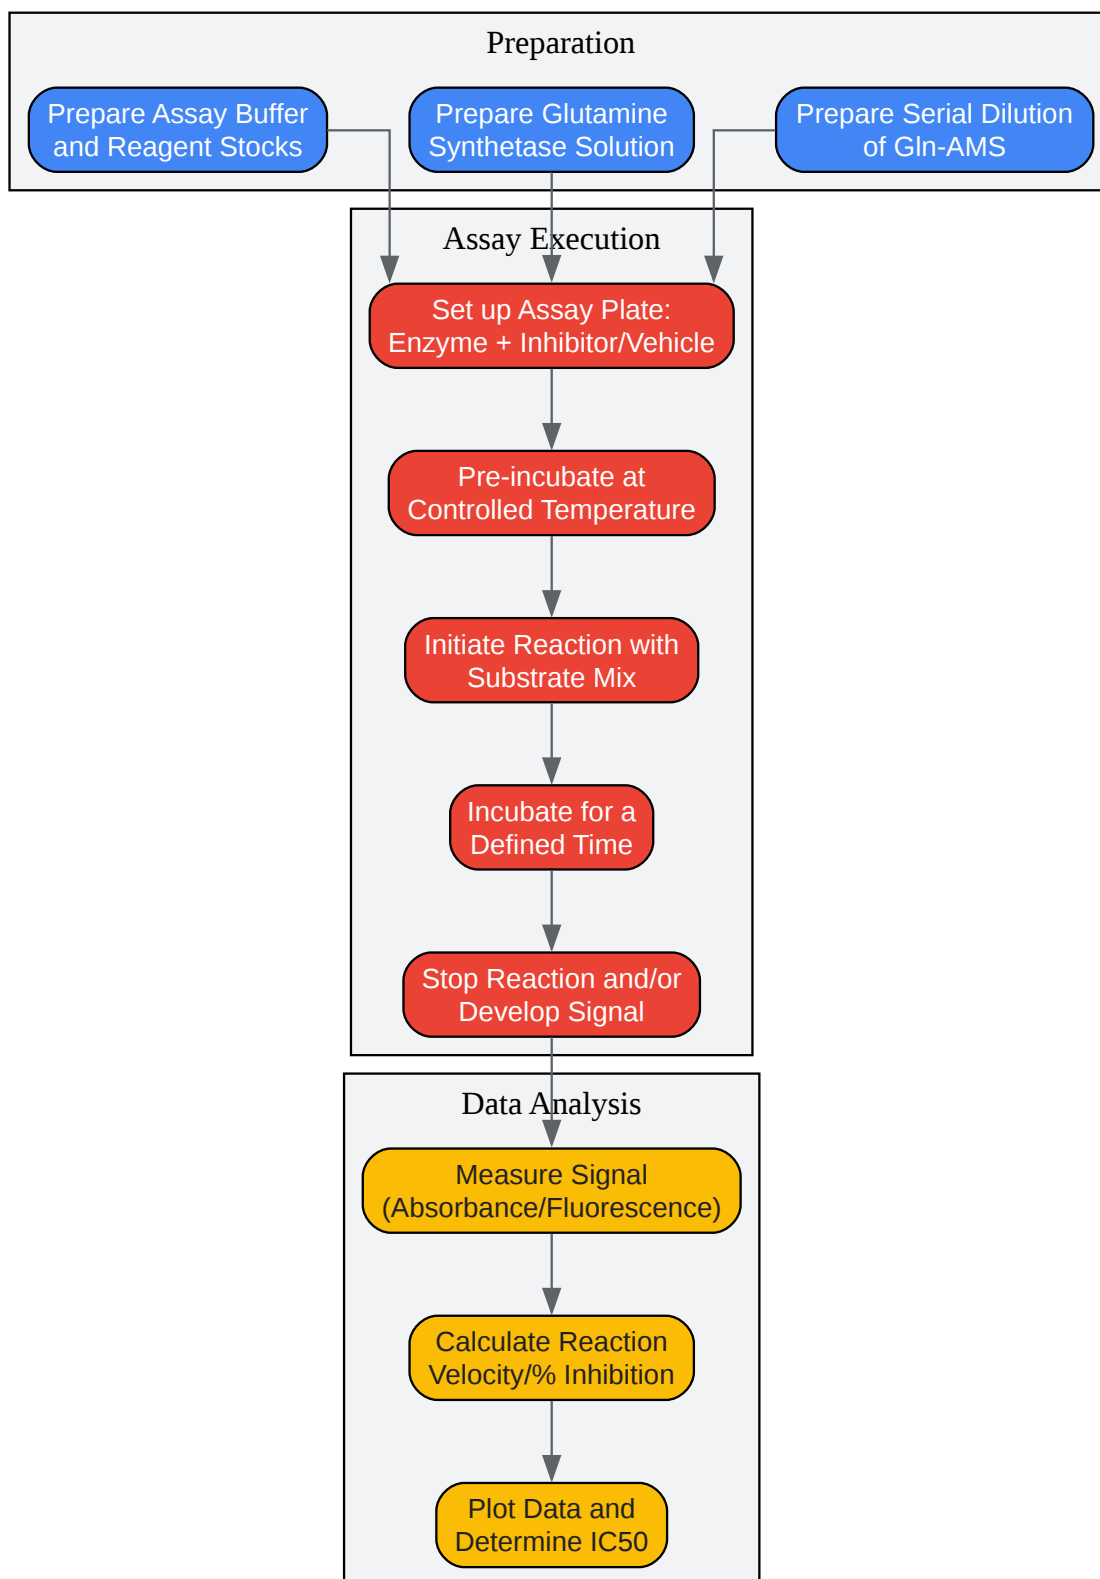 Preparation
Prepare Assay Buffer
and Reagent Stocks
Prepare Glutamine
Synthetase Solution
Prepare Serial Dilution
of Gln-AMS
Assay Execution
Set up Assay Plate:
Enzyme + Inhibitor/Vehicle
Pre-incubate at
Controlled Temperature
Initiate Reaction with
Substrate Mix
Incubate for a
Defined Time
Stop Reaction and/or
Develop Signal
Data Analysis
Measure Signal
(Absorbance/Fluorescence)
Calculate Reaction
Velocity/% Inhibition
Plot Data and
Determine IC50